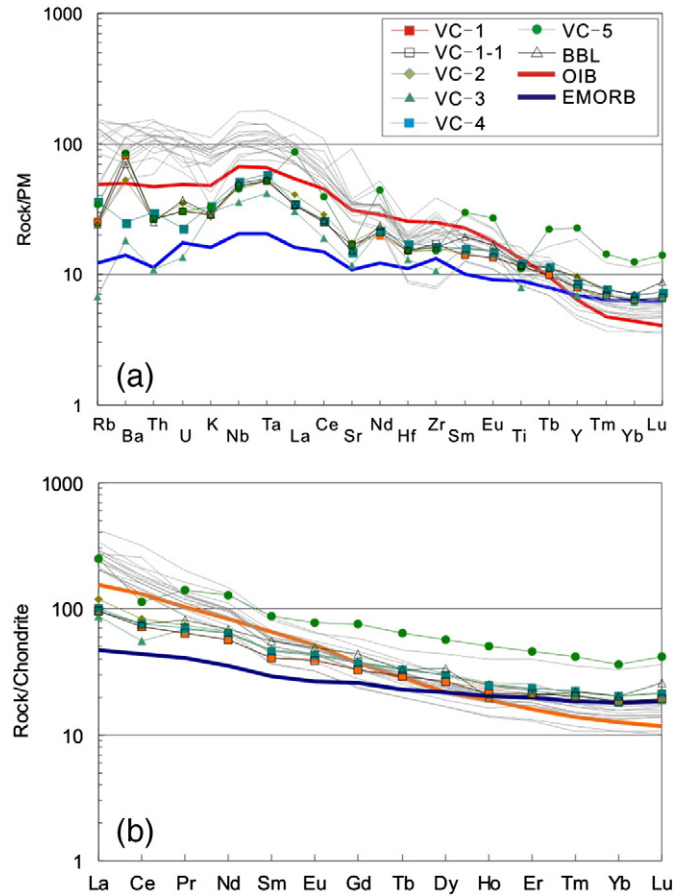 (a)
1000
100
10
1
Rock/PM
VC-1
VC-1-1
VC-2
VC-3
VC-4
VC-5
BBL
OIB
EMORB
Rb Ba Th U K Nb Ta La Ce Sr Nd Hf Zr Sm Eu Ti Tb Y Tm Yb Lu
(b)
1000
100
10
1
Rock/Chondrite
La Ce Pr Nd Sm Eu Gd Tb Dy Ho Er Tm Yb Lu